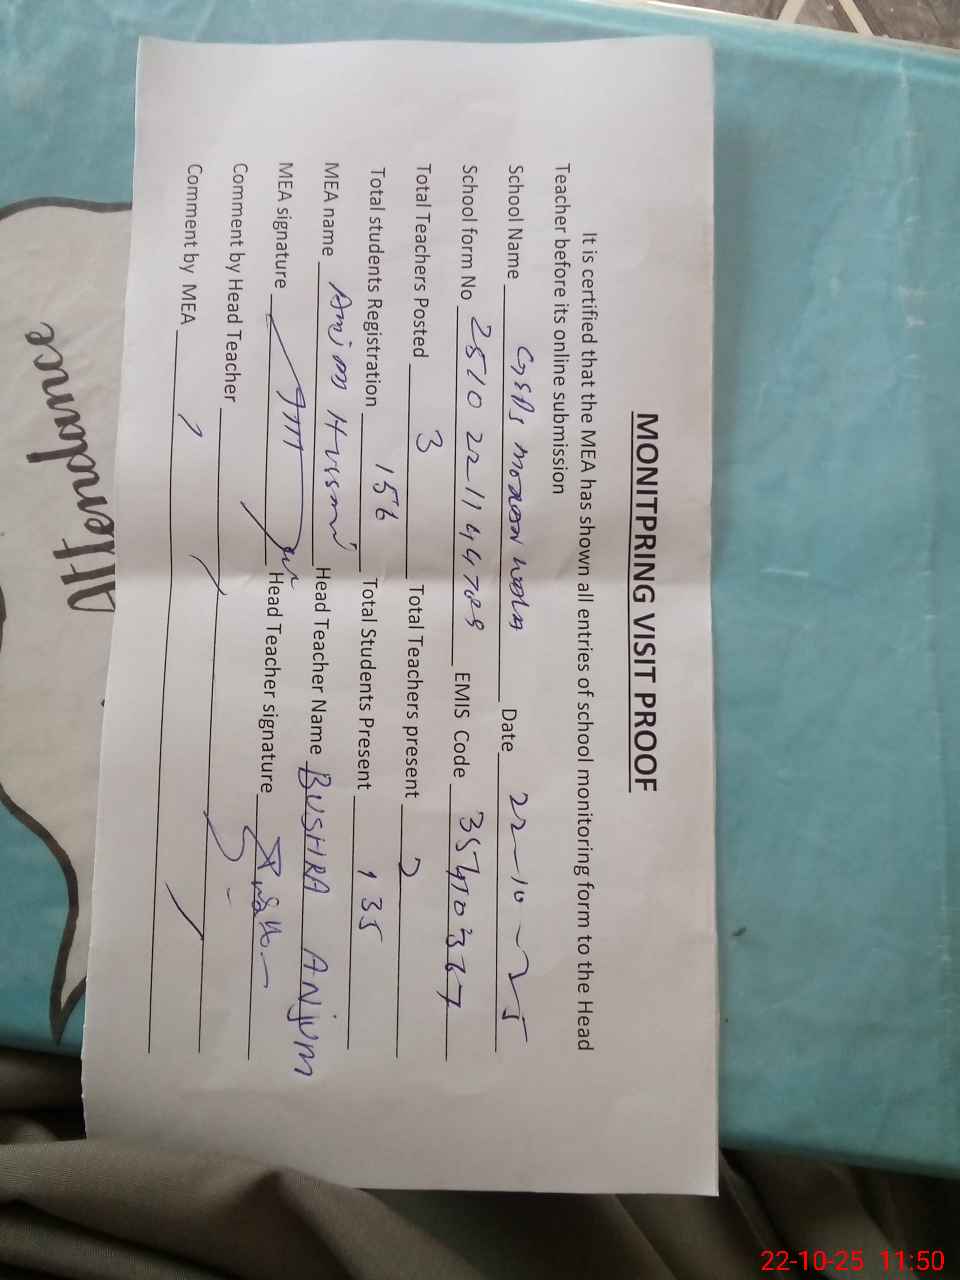 MONITPRING VISIT PROOF
It is certified that the MEA has shown all entries of school monitoring form to the Head
Teacher before its online submission
School Name Date 22-10-25
School form No EMIS Code 35410367
Total Teachers Posted 3 Total Teachers present 2
Total students Registration 156 Total Students Present 135
MEA name Head Teacher Name BUSHRA ANjUM
MEA signature Head Teacher signature
Comment by Head Teacher
Comment by MEA
Attendance
22-10-25 11:50